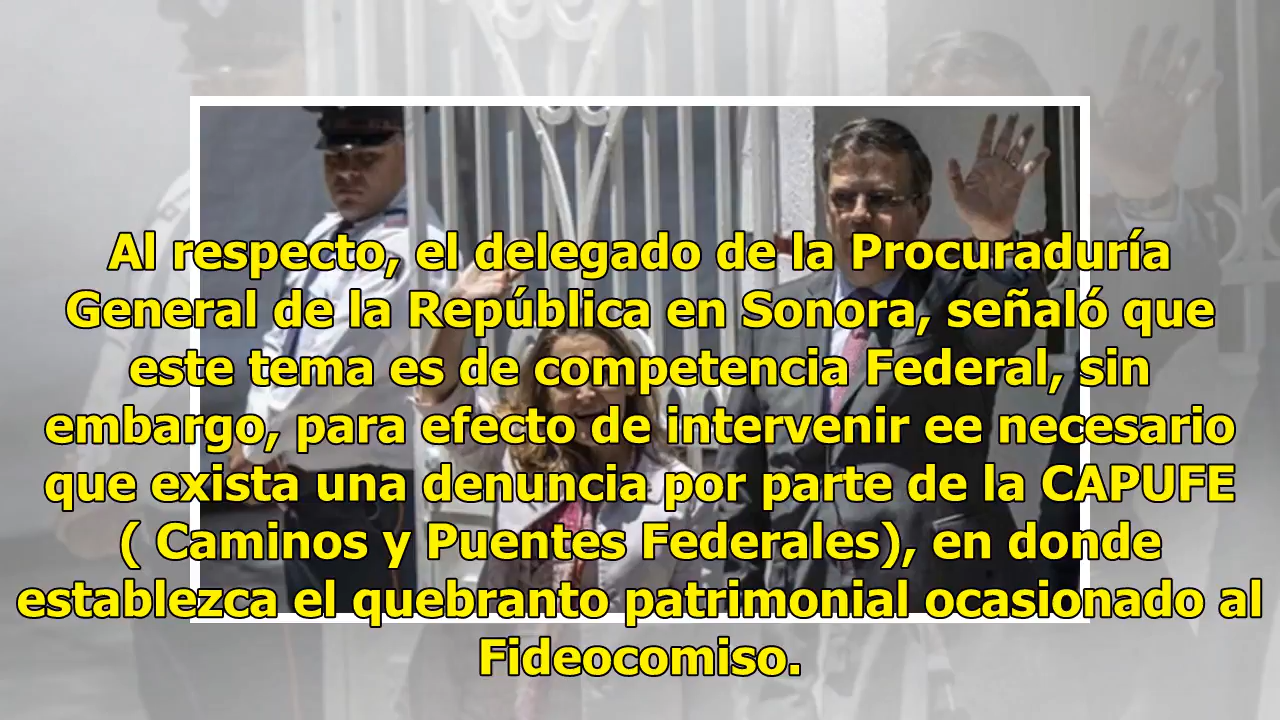 Al respecto, el delegado de la Procuraduría
General de la República en Sonora, señaló que
este tema es de competencia Federal, sin
embargo, para efecto de intervenir ee necesario
que exista una denuncia por parte de la CAPUFE
( Caminos y Puentes Federales), en donde
establezca el quebranto patrimonial ocasionado al
Fideocomiso.